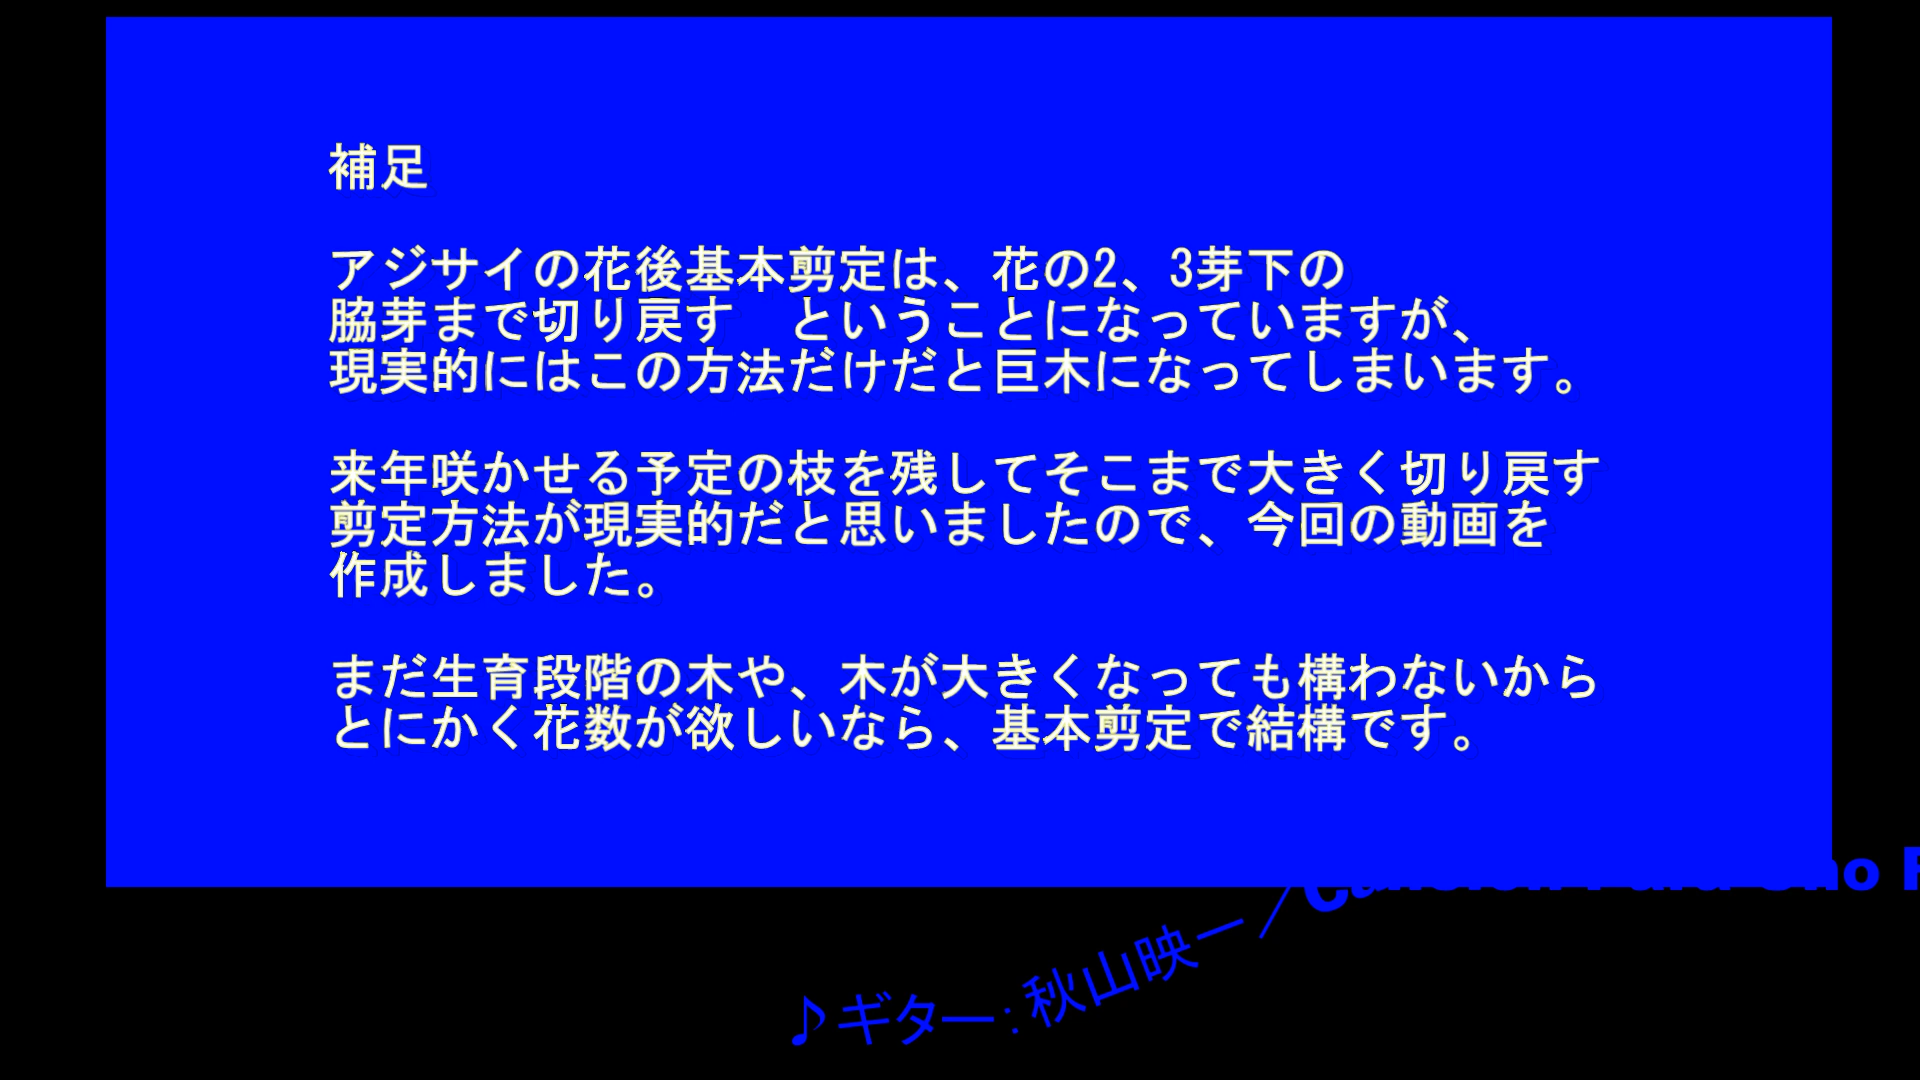 補足
アジサイの花後基本剪定は、花の2、3芽下の
脇芽まで切り戻す　ということになっていますが、
現実的にはこの方法だけだと巨木になってしまいます。
来年咲かせる予定の枝を残してそこまで大きく切り戻す
剪定方法が現実的だと思いましたので、今回の動画を
作成しました。
まだ生育段階の木や、木が大きくなっても構わないから
とにかく花数が欲しいなら、基本剪定で結構です。
♪ギター：秋山映一／